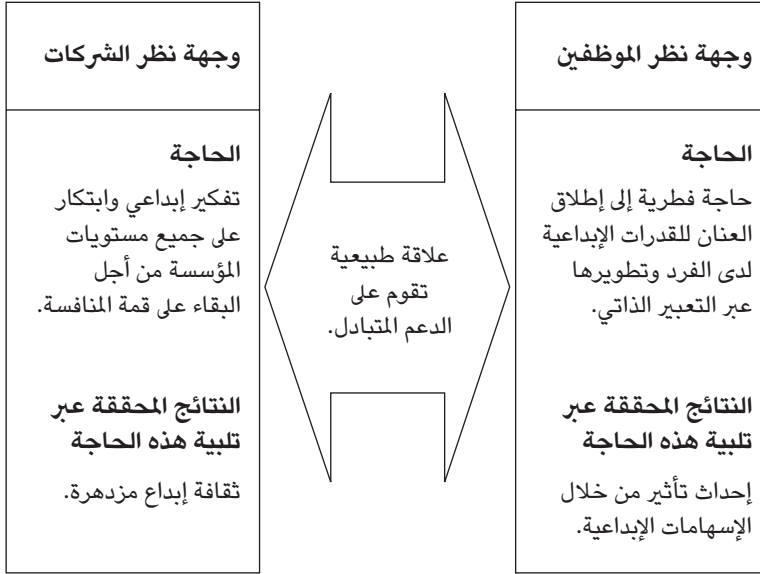 وجهة نظر الموظفين
الحاجة
حاجة فطرية إلى إطلاق
العنان للقدرات الإبداعية
لدى الفرد وتطويرها
عبر التعبير الذاتي.
النتائج المحققة عبر
تلبية هذه الحاجة
إحداث تأثير من خلال
الإسهامات الإبداعية.
علاقة طبيعية
تقوم على
الدعم المتبادل.
وجهة نظر الشركات
الحاجة
تفكير إبداعي وابتكار
على جميع مستويات
المؤسسة من أجل
البقاء على قمة المنافسة.
النتائج المحققة عبر
تلبية هذه الحاجة
ثقافة إبداع مزدهرة.